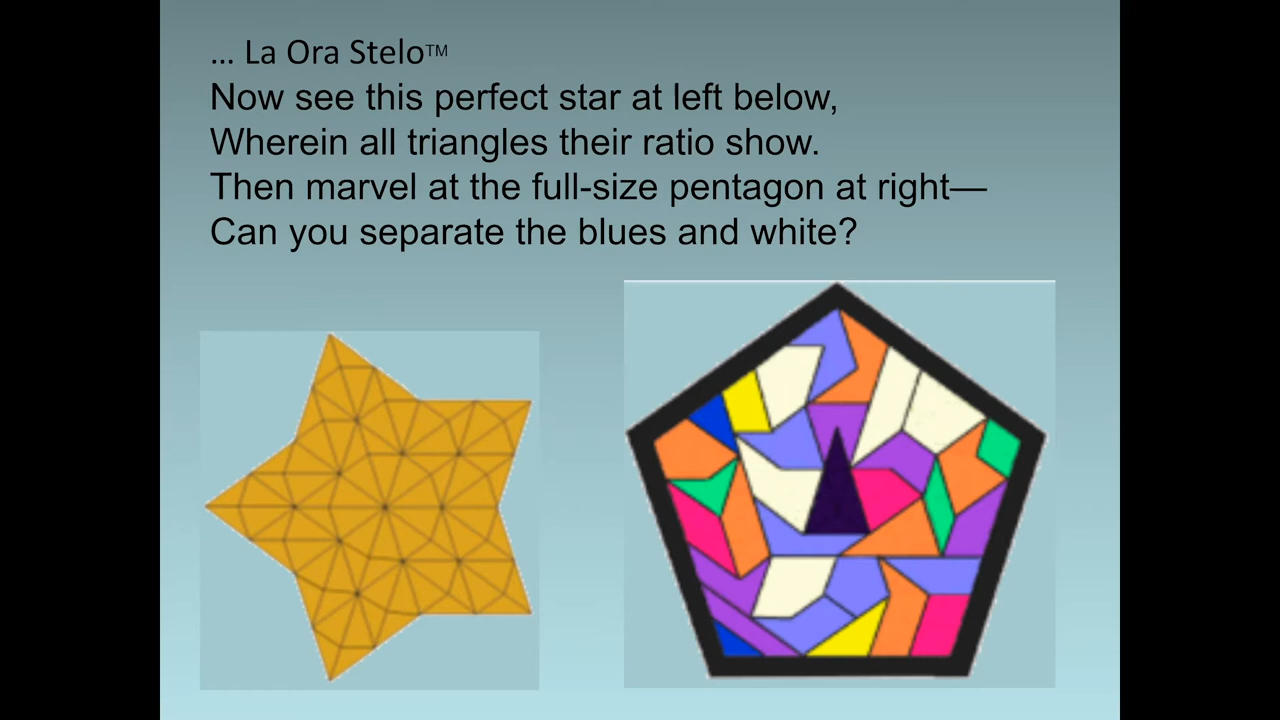 ... La Ora Stelo™
Now see this perfect star at left below,
Wherein all triangles their ratio show.
Then marvel at the full-size pentagon at right—
Can you separate the blues and white?